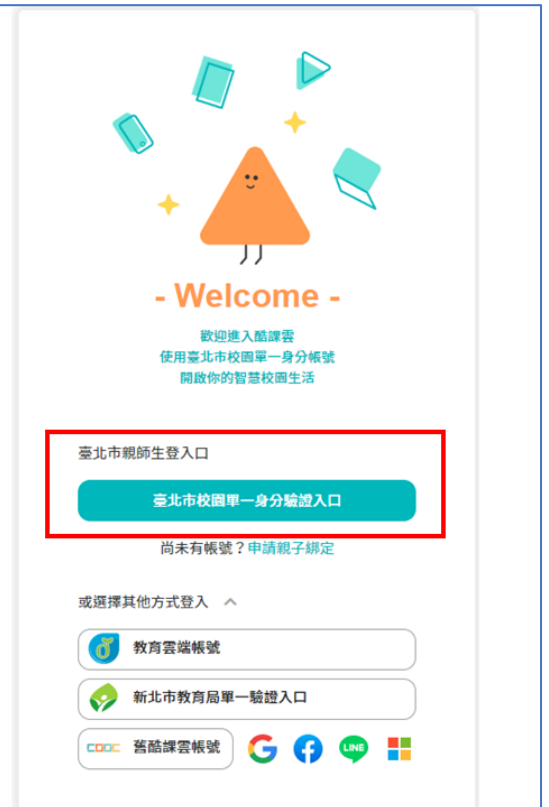 - Welcome -
歡迎進入酷課雲
使用臺北市校園單一身分帳號
開啟你的智慧校園生活
臺北市親師生登入口
臺北市校園單一身分驗證入口
尚未有帳號？申請親子綁定
或選擇其他方式登入
教育雲端帳號
新北市教育局單一驗證入口
COOC 舊酷課雲帳號 LINE